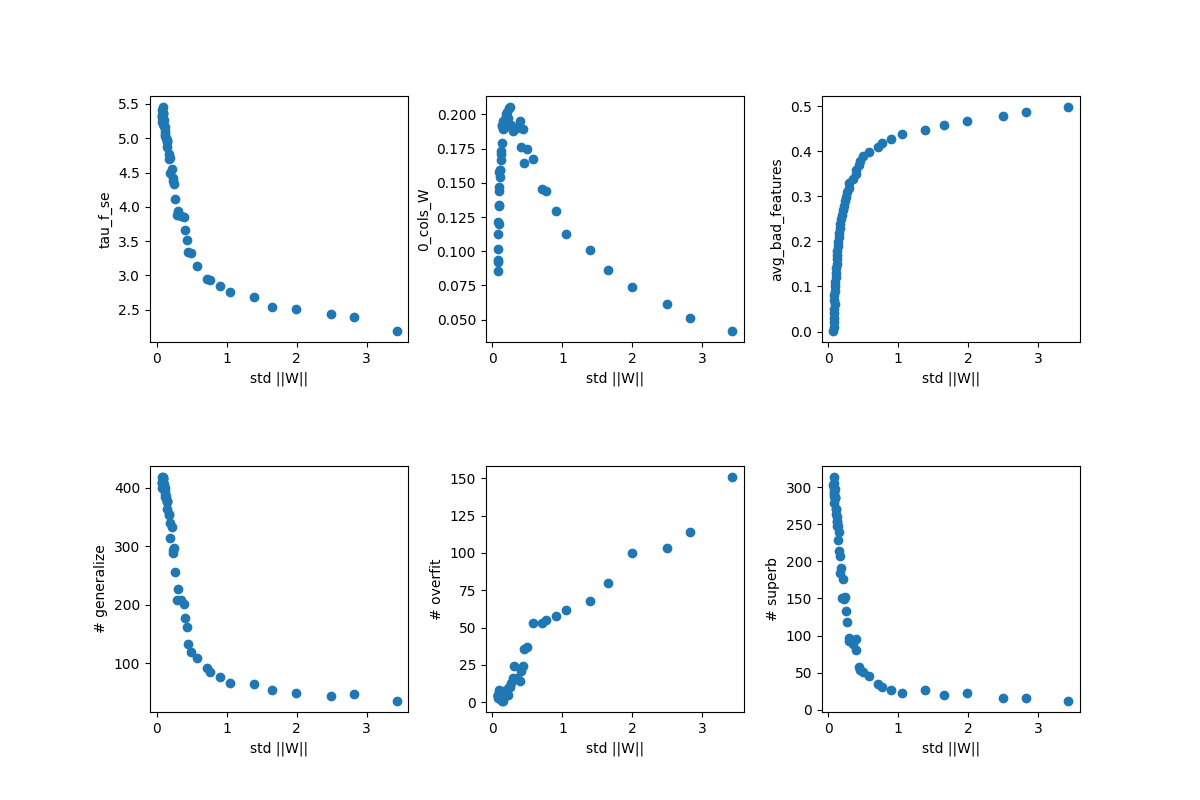 tau_f_se
5.5
5.0
4.5
4.0
3.5
3.0
2.5
0 1 2 3
std ||W||
0_cols_W
0.200
0.175
0.150
0.125
0.100
0.075
0.050
0 1 2 3
std ||W||
avg_bad_features
0.5
0.4
0.3
0.2
0.1
0.0
0 1 2 3
std ||W||
# generalize
400
300
200
100
0 1 2 3
std ||W||
# overfit
150
125
100
75
50
25
0
0 1 2 3
std ||W||
# superb
300
250
200
150
100
50
0
0 1 2 3
std ||W||